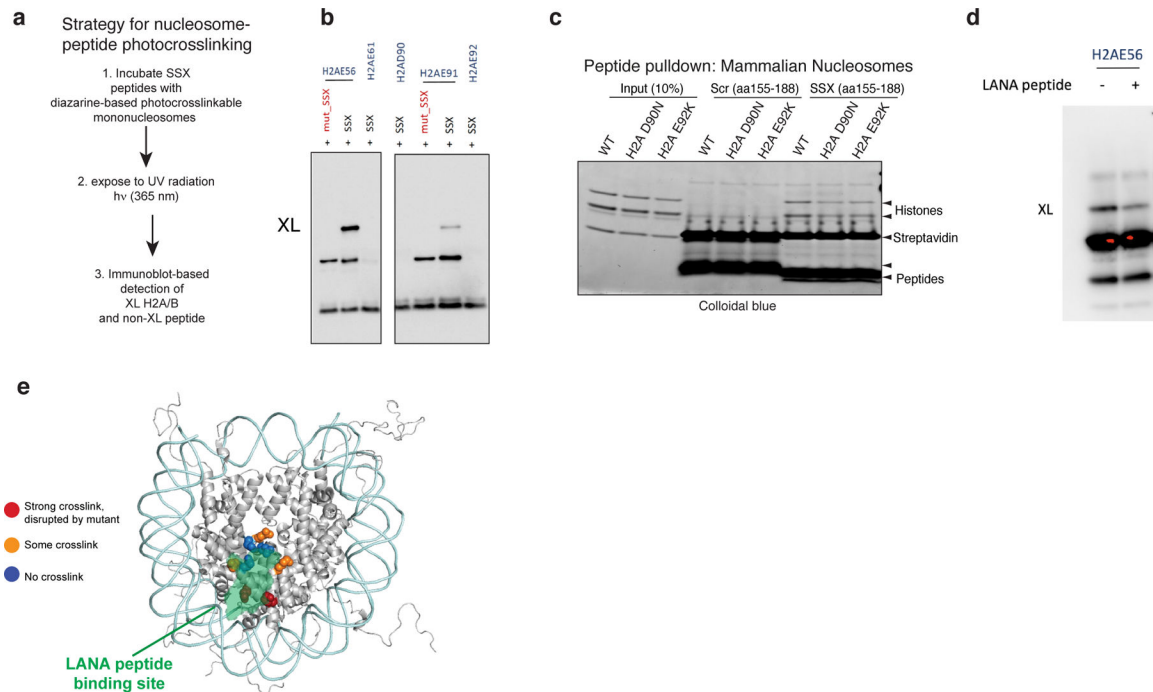 a
Strategy for nucleosome-
peptide photocrosslinking
1. Incubate SSX
peptides with
diazarine-based photocrosslinkable
mononucleosomes
2. expose to UV radiation
hν (365 nm)
3. Immunoblot-based
detection of
XL H2A/B
and non-XL peptide
b
H2AE56
H2AE61
H2AD90
H2AE91
H2AE92
mut_SSX
SSX
SSX
SSX
mut_SSX
SSX
SSX
+ + + + + + +
XL
c
Peptide pulldown: Mammalian Nucleosomes
Input (10%) Scr (aa155-188) SSX (aa155-188)
WT
H2A D90N
H2A E92K
WT
H2A D90N
H2A E92K
WT
H2A D90N
H2A E92K
Histones
Streptavidin
Peptides
Colloidal blue
d
H2AE56
LANA peptide - +
XL
e
Strong crosslink,
disrupted by mutant
Some crosslink
No crosslink
LANA peptide
binding site